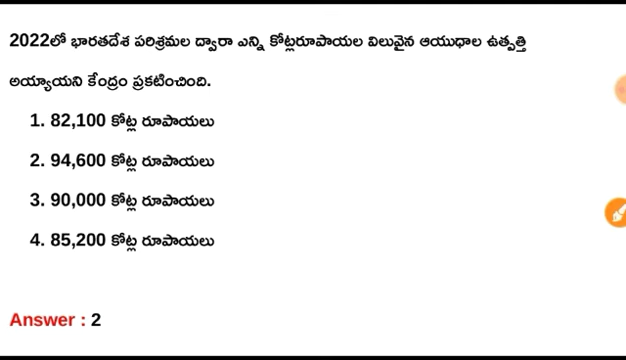 2022లో భారతదేశ పరిశ్రమల ద్వారా ఎన్ని కోట్లరూపాయల విలువైన ఆయుధాల ఉత్పత్తి
అయ్యాయని కేంద్రం ప్రకటించింది.
1. 82,100 కోట్ల రూపాయలు
2. 94,600 కోట్ల రూపాయలు
3. 90,000 కోట్ల రూపాయలు
4. 85,200 కోట్ల రూపాయలు
Answer : 2